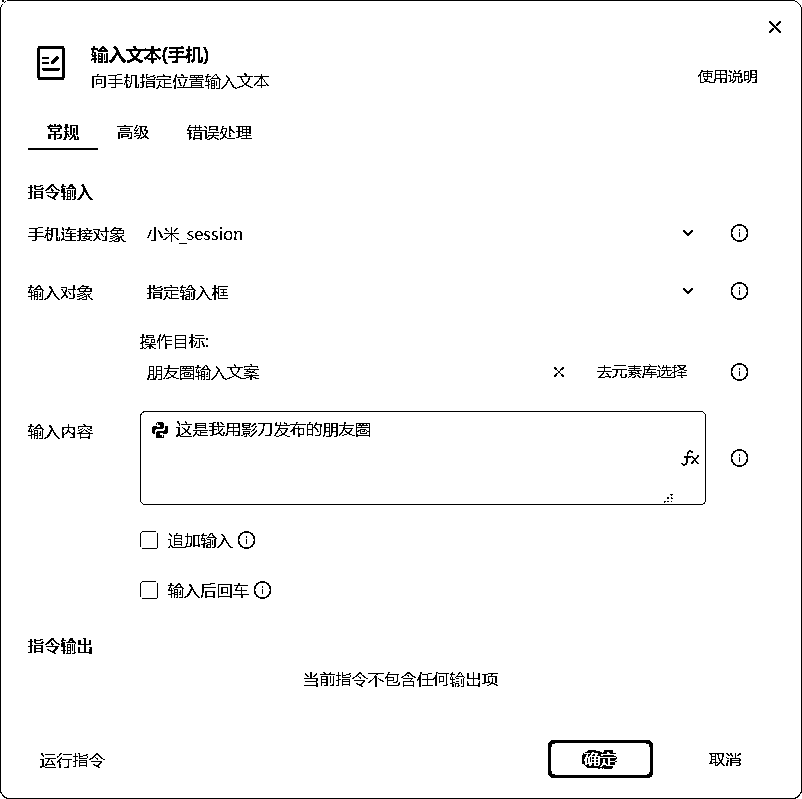 输入文本(手机)
向手机指定位置输入文本
使用说明
常规 高级 错误处理
指令输入
手机连接对象 小米_session
输入对象 指定输入框
操作目标:
朋友圈输入文案 去元素库选择
输入内容 这是我用影刀发布的朋友圈
fx
追加输入
输入后回车
指令输出
当前指令不包含任何输出项
运行指令 确定 取消